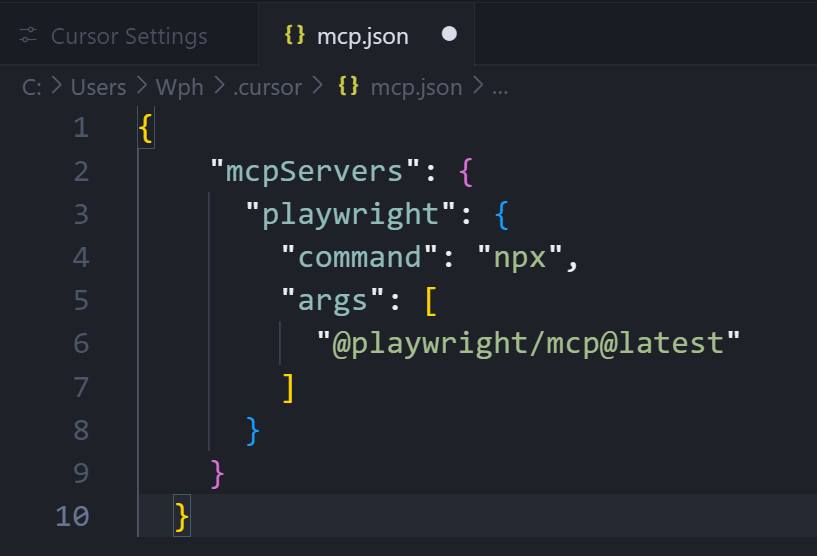 Cursor Settings {} mcp.json
C: > Users > Wph > .cursor > {} mcp.json > ...
1 {
2     "mcpServers": {
3       "playwright": {
4         "command": "npx",
5         "args": [
6           "@playwright/mcp@latest"
7         ]
8       }
9     }
10   }